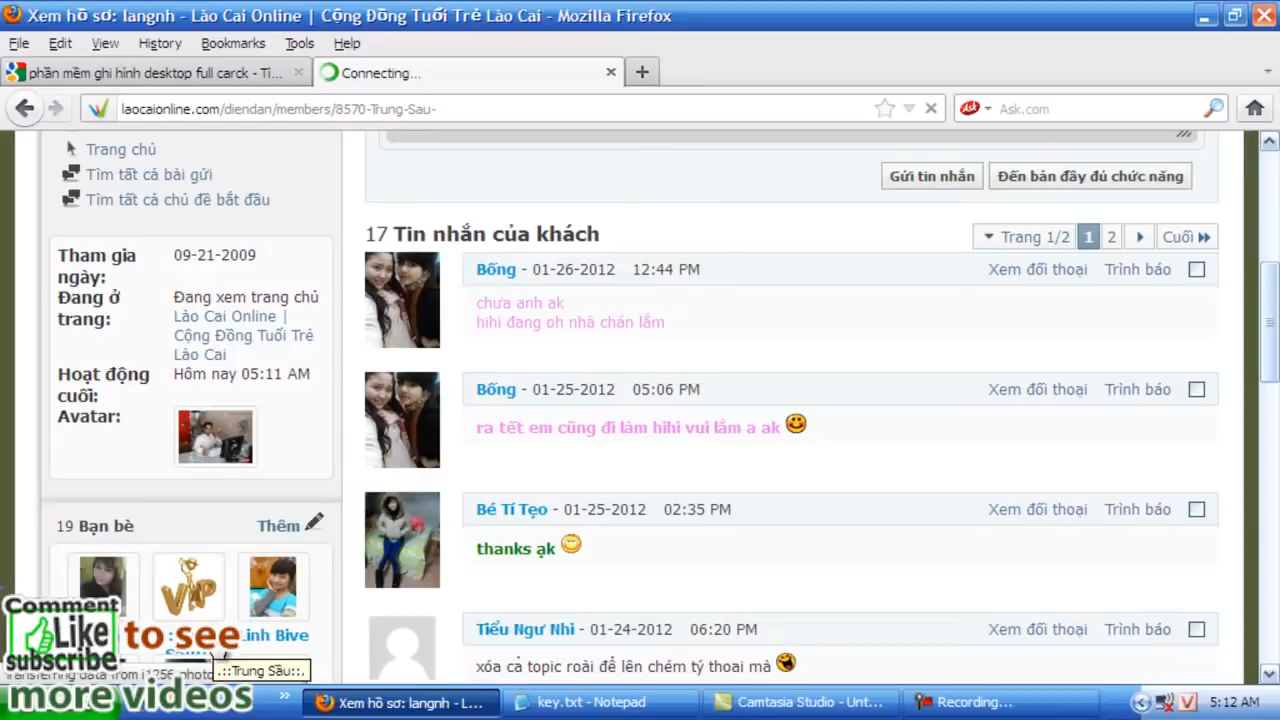 Xem hồ sơ: langnh - Lào Cai Online | Cộng Đồng Tuổi Trẻ Lào Cai - Mozilla Firefox
File Edit View History Bookmarks Tools Help
phần mềm ghi hình desktop full carck - Ti...
Connecting...
laocaionline.com/diendan/members/8570-Trung-Sau-
Ask Ask.com
Trang chủ
Tìm tất cả bài gửi
Tìm tất cả chủ đề bắt đầu
Tham gia ngày: 09-21-2009
Đang ở trang: Đang xem trang chủ
Lào Cai Online |
Cộng Đồng Tuổi Trẻ
Lào Cai
Hoạt động cuối: Hôm nay 05:11 AM
Avatar:
19 Bạn bè Thêm
VIP
Linh Bive
.::Trung Sầu::.
Gửi tin nhắn Đến bản đầy đủ chức năng
17 Tin nhắn của khách
Trang 1/2 1 2 Cuối
Bống - 01-26-2012 12:44 PM Xem đối thoại Trình báo
chưa anh ak
hihi đang oh nhà chán lắm
Bống - 01-25-2012 05:06 PM Xem đối thoại Trình báo
ra tết em cũng đi làm hihi vui lắm a ak
Bé Tí Tẹo - 01-25-2012 02:35 PM Xem đối thoại Trình báo
thanks ạk
Tiểu Ngư Nhi - 01-24-2012 06:20 PM Xem đối thoại Trình báo
xóa cả topic roài để lên chém tý thoai mà
Comment
Like
subscribe
to see
more videos
Xem hồ sơ: langnh - L...
key.txt - Notepad
Camtasia Studio - Unt...
Recording...
5:12 AM